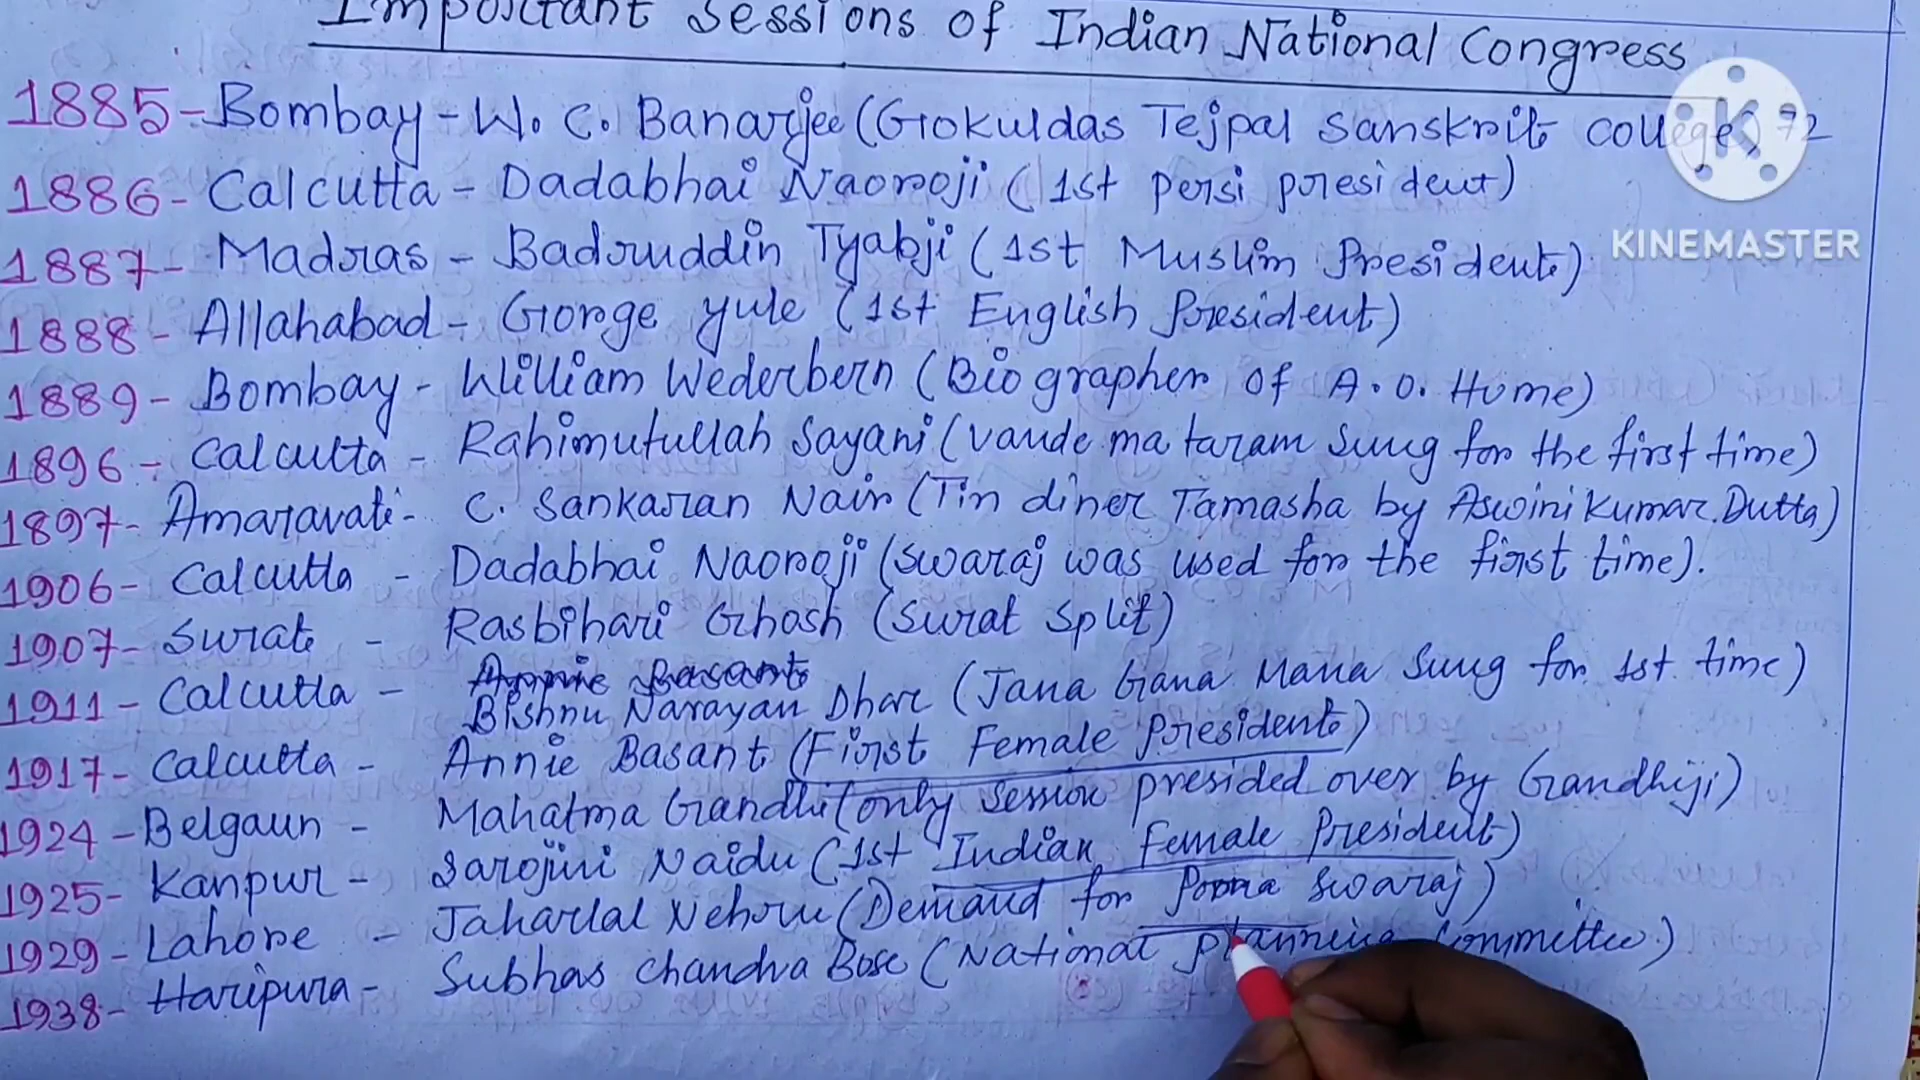 Important Sessions of Indian National Congress
1885-Bombay-W. C. Banarjee (Gokuldas Tejpal Sanskrit College) 72
1886-Calcutta-Dadabhai Naoroji (1st persi president)
1887-Madras-Badruddin Tyabji (1st Muslim President)
1888-Allahabad-Gorge yule (1st English President)
KINEMASTER
1889-Bombay-William Wederbern (Biographer of A.O. Hume)
1896-Calcutta-Rahimutullah Sayani (Vande mataram sung for the first time)
1897-Amaravati-C. Sankaran Nair (Tin diner Tamasha by Aswini Kumar Dutta)
1906-Calcutta-Dadabhai Naoroji (Swaraj was used for the first time).
1907-Surat-Rasbihari Ghosh (Surat Split)
Annie Basant
1911-Calcutta-Bishnu Narayan Dhar (Jana Gana Mana Sung for 1st time)
1917-Calcutta-Annie Basant (First Female President)
1924-Belgaun-Mahatma Gandhi (only session presided over by Gandhiji)
1925-Kanpur-Sarojini Naidu (1st Indian Female President)
1929-Lahore-Jaharlal Nehru (Demand for Swaraj)
1938-Haripura-Subhas Chandra Bose (National planning Committee)